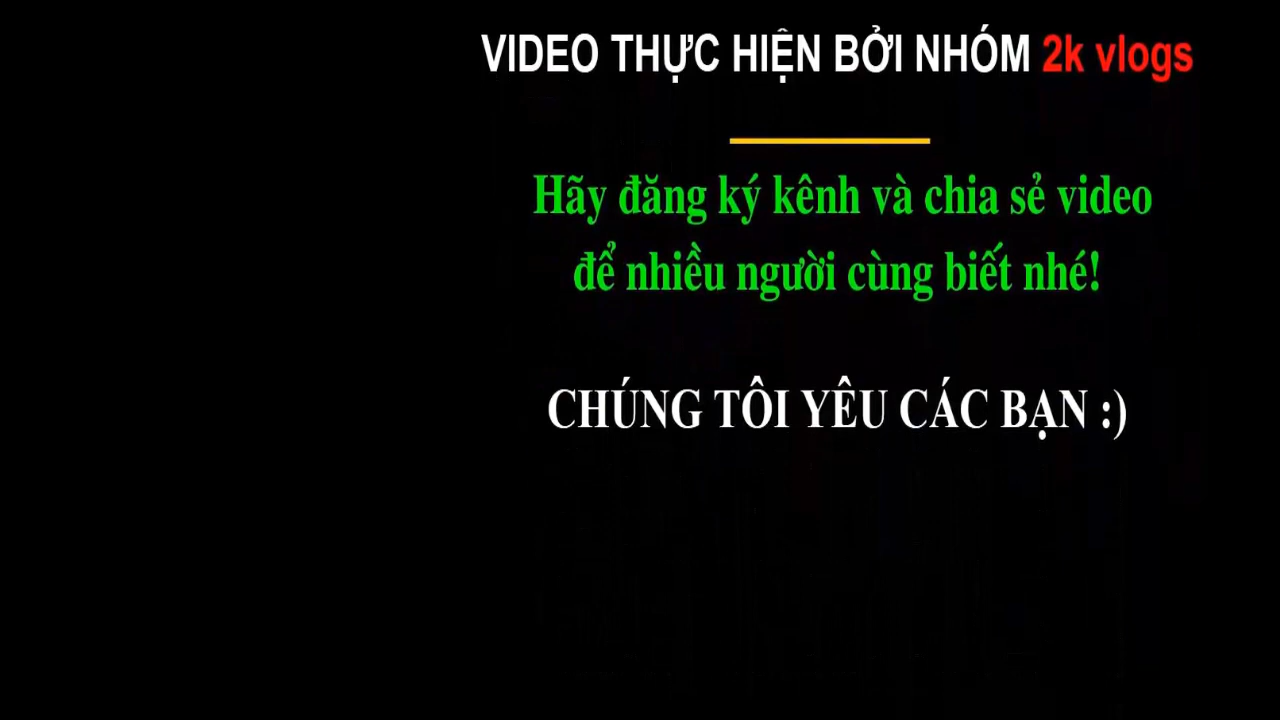 VIDEO THỰC HIỆN BỞI NHÓM 2k vlogs
Hãy đăng ký kênh và chia sẻ video
để nhiều người cùng biết nhé!
CHÚNG TÔI YÊU CÁC BẠN :)